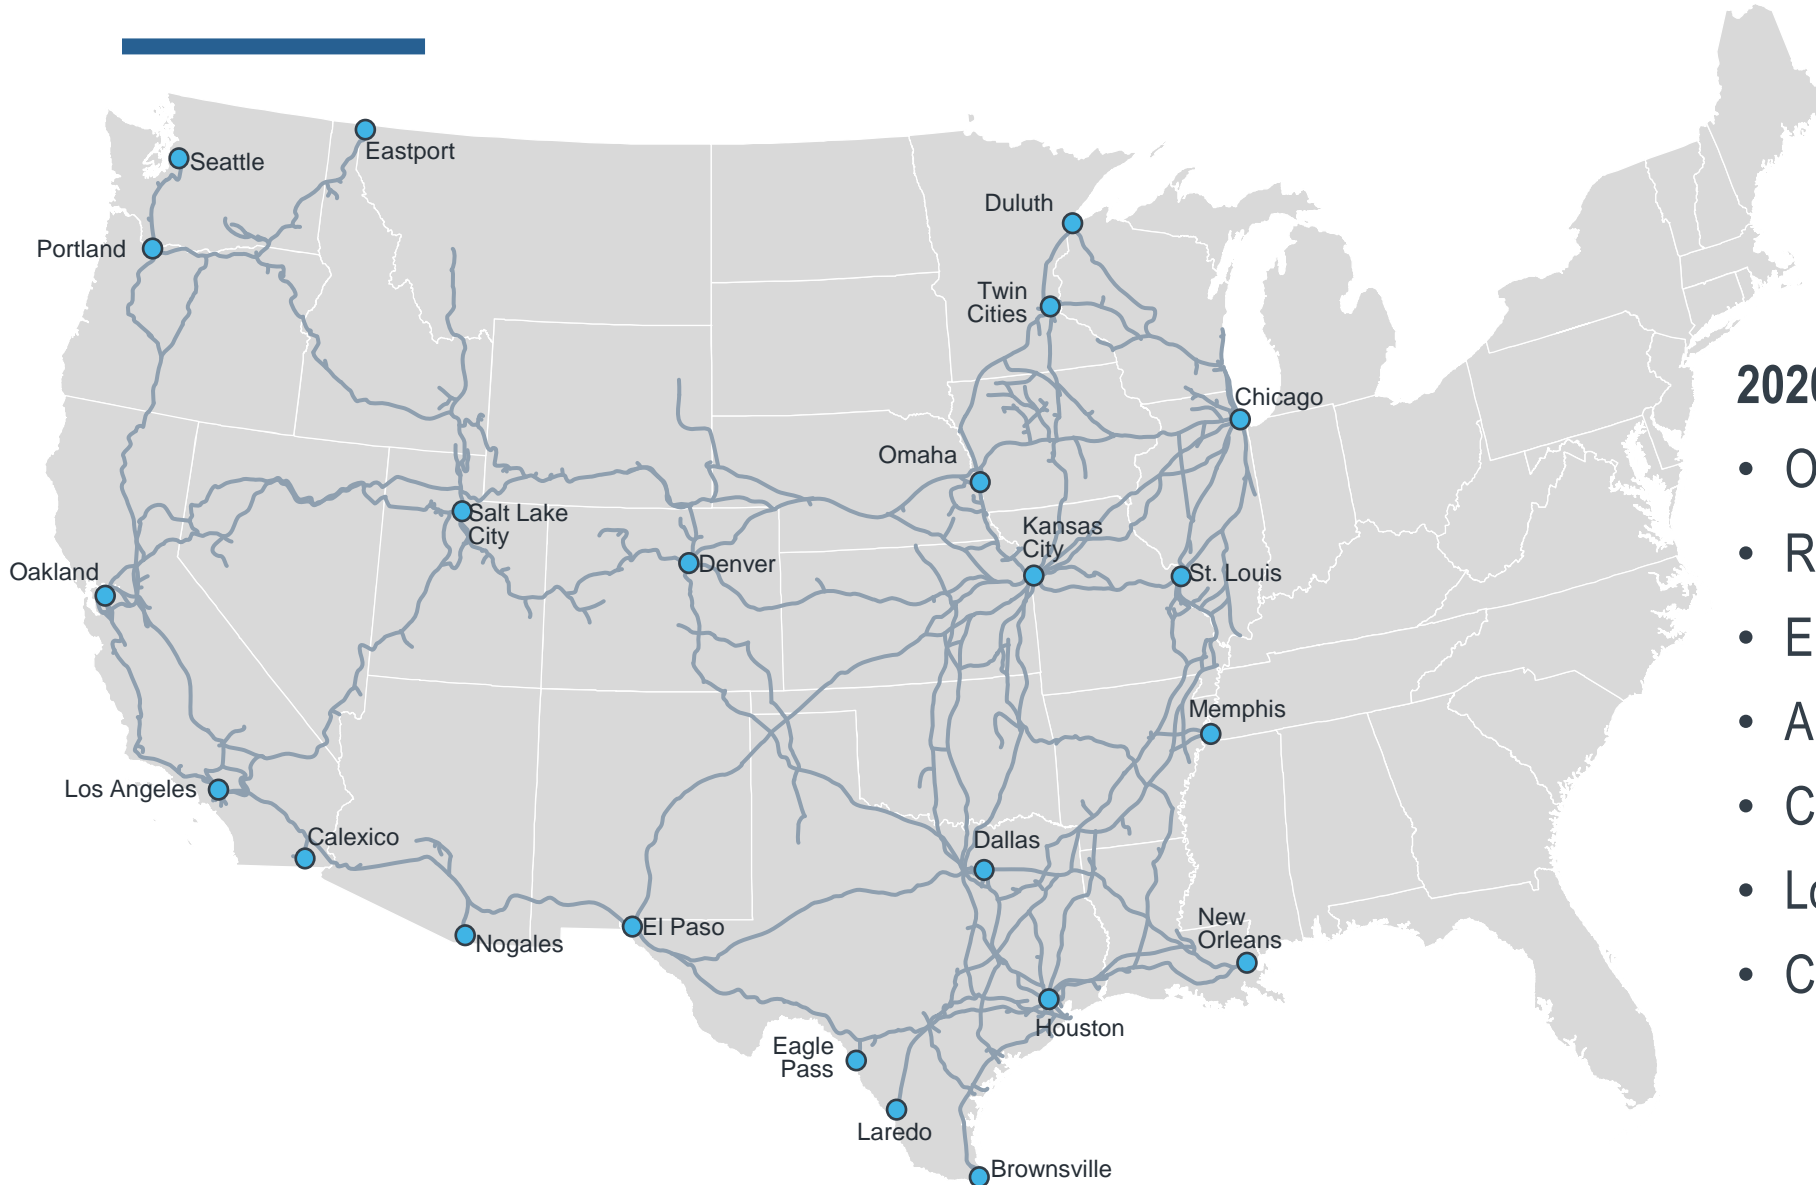 Seattle
Eastport
Portland
Duluth
Twin
Cities
Chicago
Omaha
Salt Lake
City
Kansas
City
Denver
St. Louis
Oakland
Memphis
Los Angeles
Calexico
Dallas
El Paso
Nogales
New
Orleans
Houston
Eagle
Pass
Laredo
Brownsville